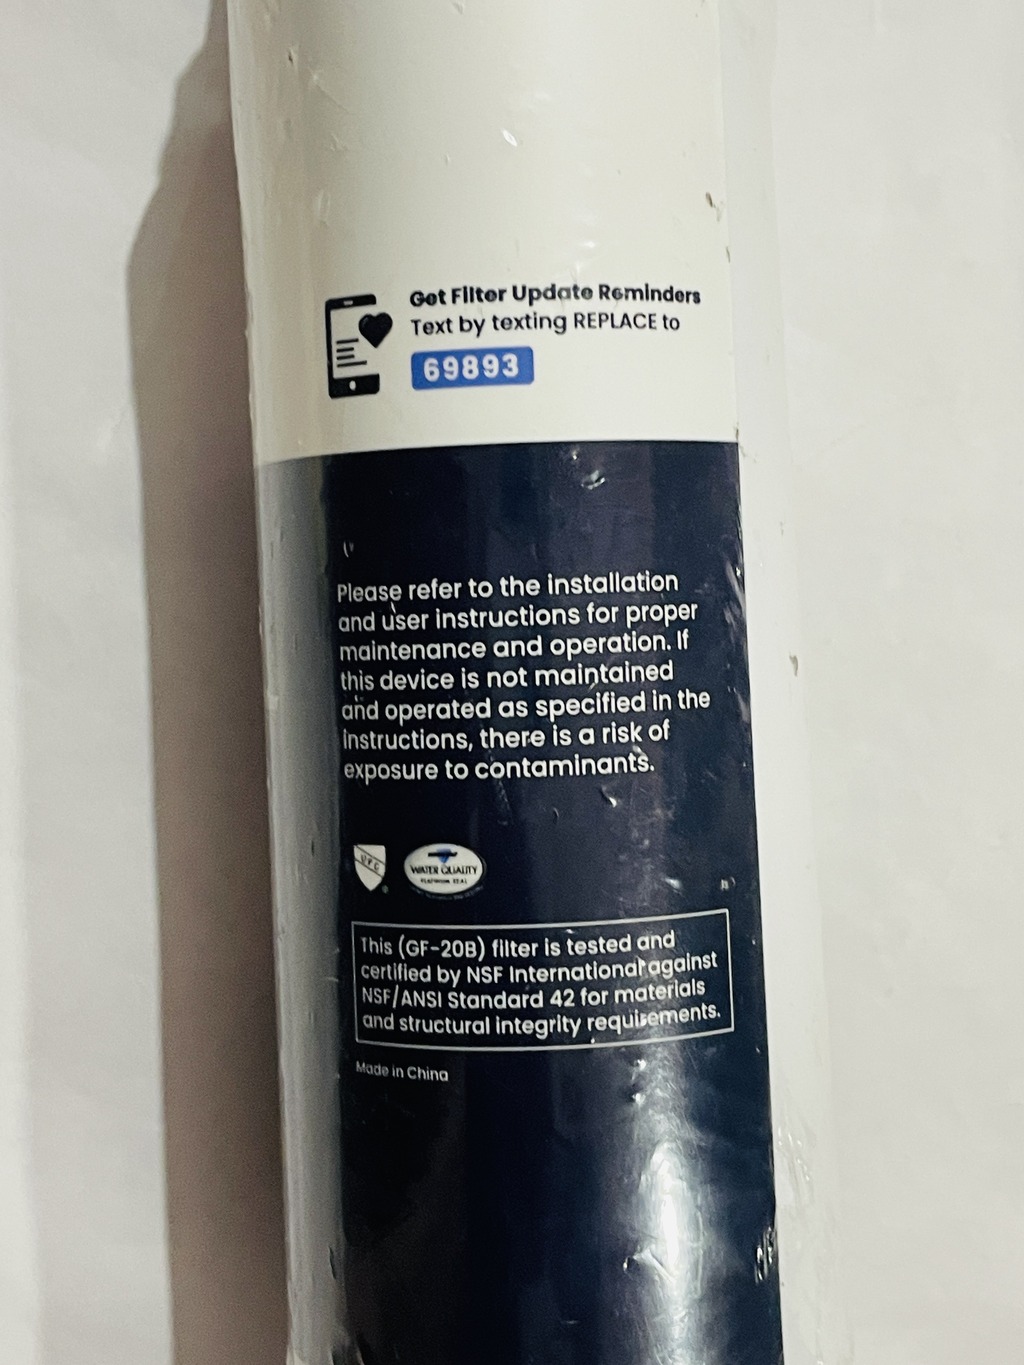 Get Filter Update Reminders
Text by texting REPLACE to
69893
Please refer to the installation
and user instructions for proper
maintenance and operation. If
this device is not maintained
and operated as specified in the
instructions, there is a risk of
exposure to contaminants.
UPC
WATER QUALITY
PLATINUM SEAL
This (GF-20B) filter is tested and
certified by NSF International against
NSF/ANSI Standard 42 for materials
and structural integrity requirements.
Made in China